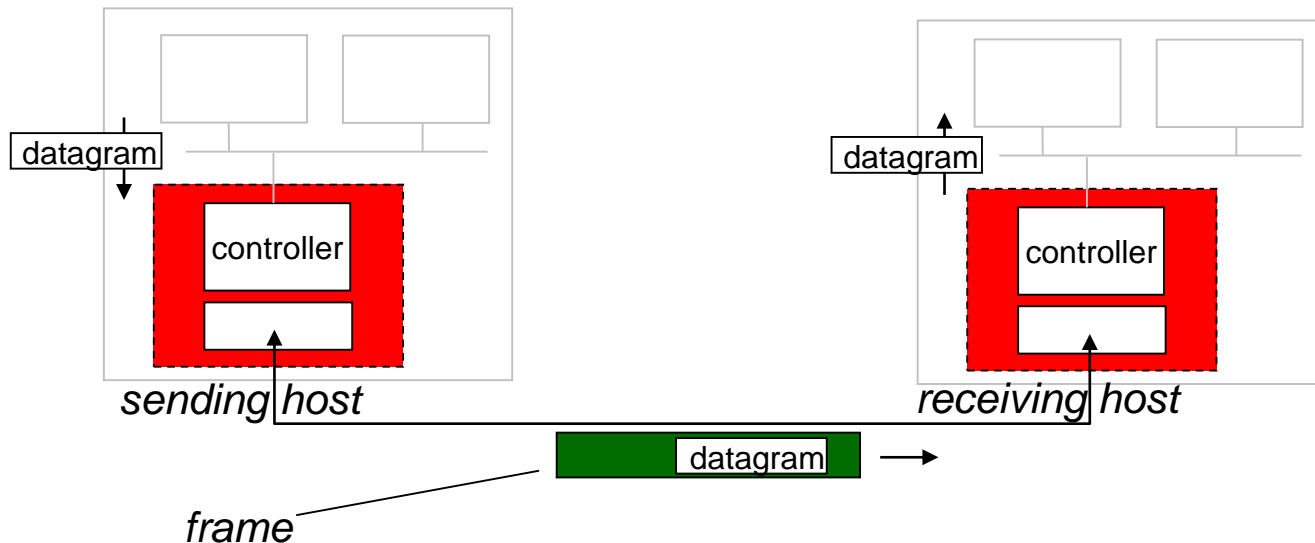 datagram
datagram
controller
controller
sending host
receiving host
datagram
frame